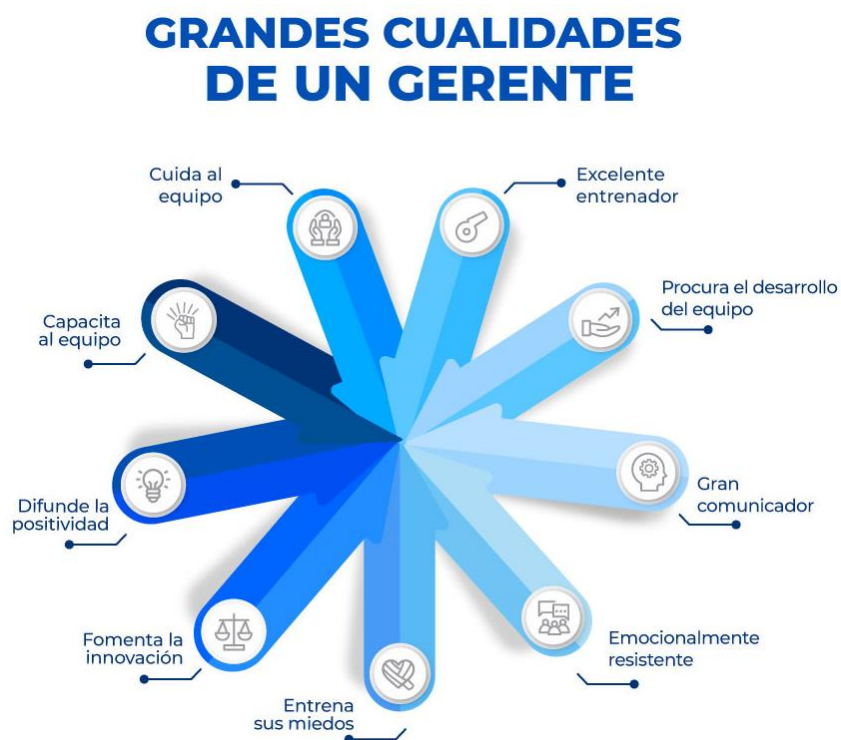 GRANDES CUALIDADES
DE UN GERENTE
Cuida al
equipo
Excelente
entrenador
Procura el desarrollo
del equipo
Capacita
al equipo
Gran
comunicador
Difunde la
positividad
Fomenta la
innovación
Emocionalmente
resistente
Entrena
sus miedos